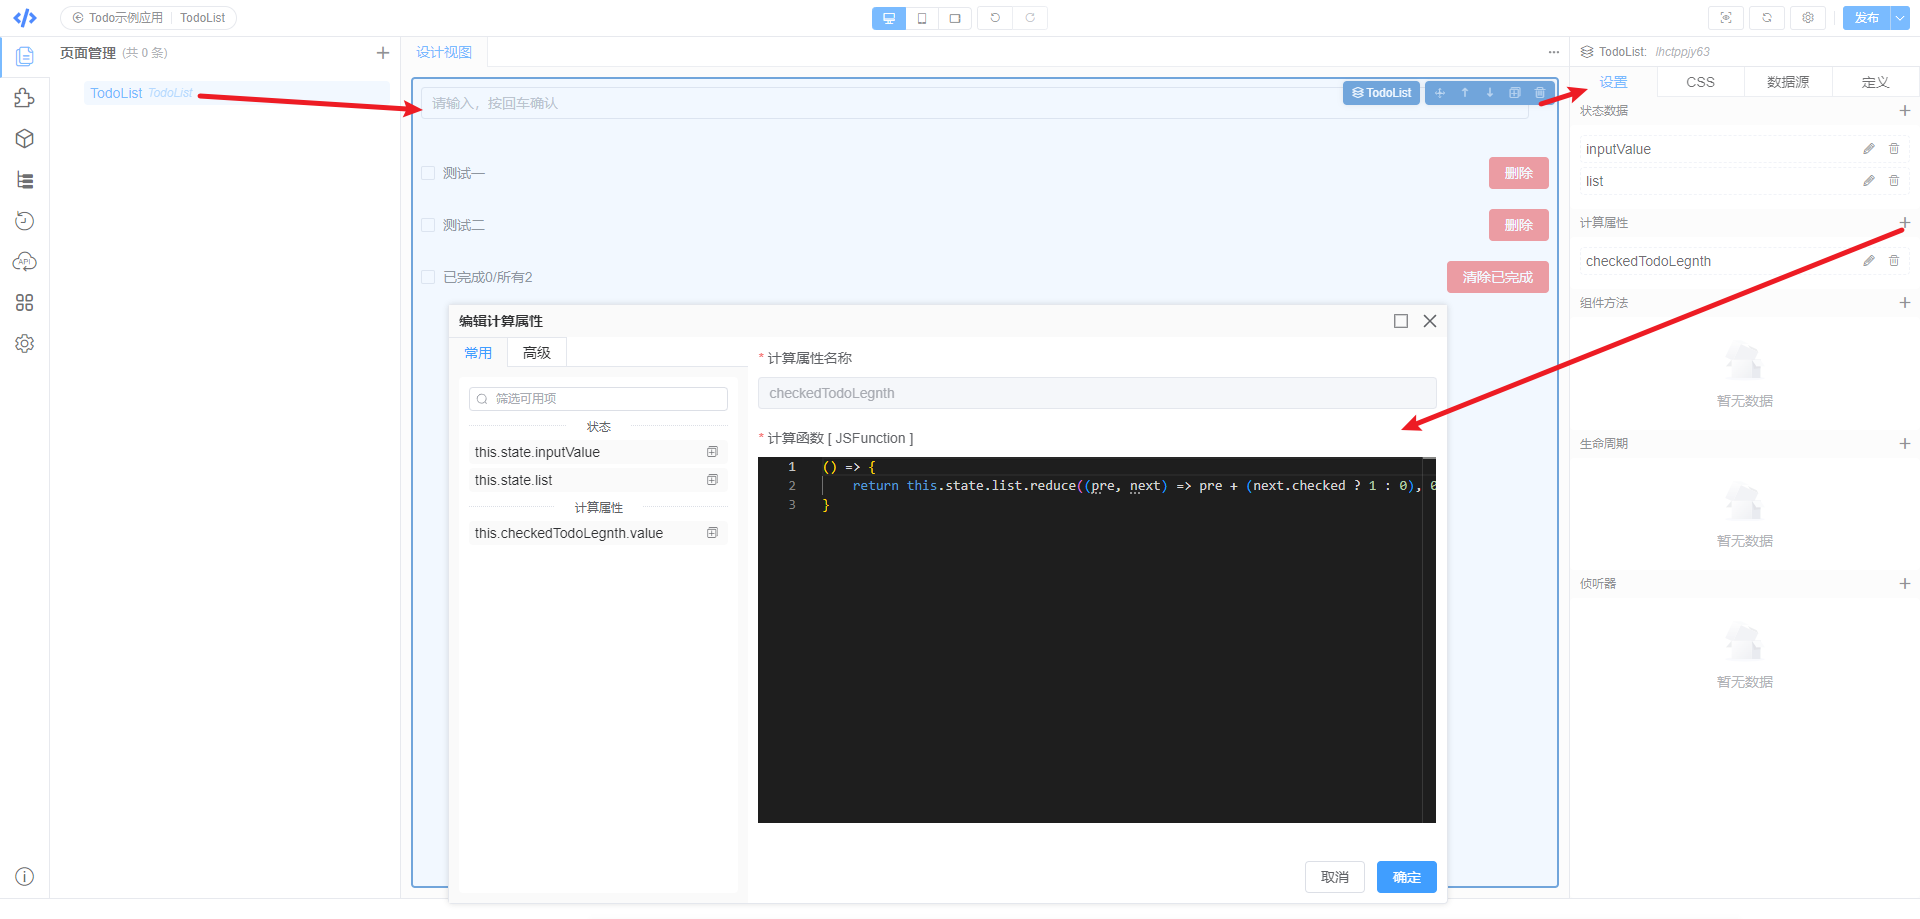 Todo示例应用 TodoList
发布
页面管理 (共 0 条)
TodoList TodoList
设计视图
请输入，按回车确认
TodoList
测试一
删除
测试二
删除
已完成0/所有2
清除已完成
编辑计算属性
常用 高级
筛选可用项
状态
this.state.inputValue
this.state.list
计算属性
this.checkedTodoLegnth.value
* 计算属性名称
checkedTodoLegnth
* 计算函数 [ JSFunction ]
1 () => {
2 return this.state.list.reduce((pre, next) => pre + (next.checked ? 1 : 0), 0
3 }
取消 确定
TodoList: lhctppjy63
设置 CSS 数据源 定义
状态数据
inputValue
list
计算属性
checkedTodoLegnth
组件方法
暂无数据
生命周期
暂无数据
侦听器
暂无数据
API